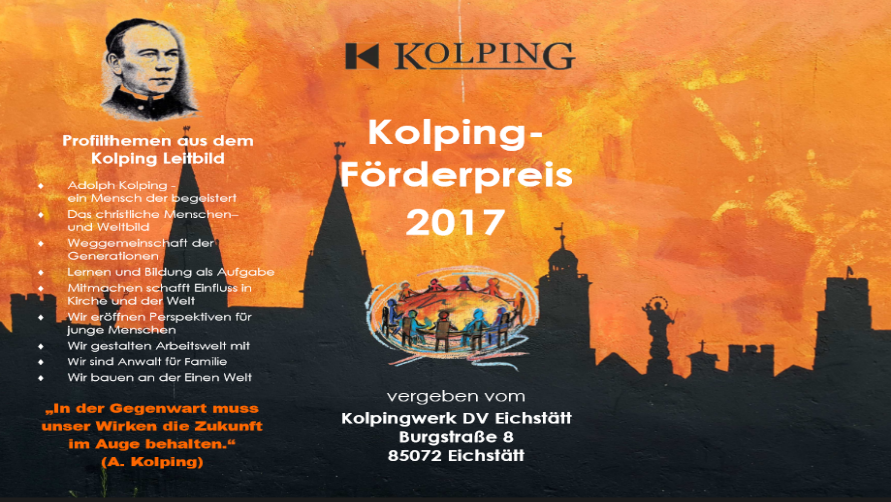 Profilthemen aus dem
Kolping Leitbild
Adolph Kolping -
ein Mensch der begeistert
Das christliche Menschen–
und Weltbild
Weggemeinschaft der
Generationen
Lernen und Bildung als Aufgabe
Mitmachen schafft Einfluss in
Kirche und der Welt
Wir eröffnen Perspektiven für
junge Menschen
Wir gestalten Arbeitswelt mit
Wir sind Anwalt für Familie
Wir bauen an der Einen Welt
„In der Gegenwart muss
unser Wirken die Zukunft
im Auge behalten.“
(A. Kolping)
KOLPING
Kolping-
Förderpreis
2017
vergeben vom
Kolpingwerk DV Eichstätt
Burgstraße 8
85072 Eichstätt